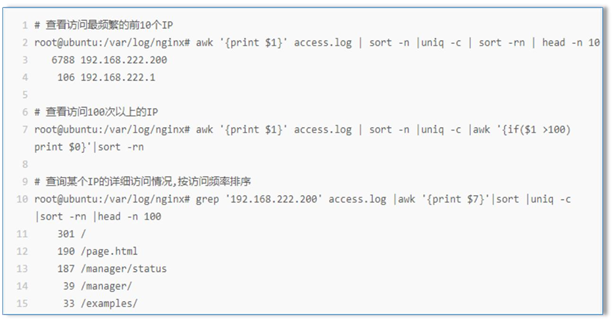 1 # 查看访问最频繁的前10个IP
2 root@ubuntu:/var/log/nginx# awk '{print $1}' access.log | sort -n |uniq -c | sort -rn | head -n 10
3 6788 192.168.222.200
4 106 192.168.222.1
5
6 # 查看访问100次以上的IP
7 root@ubuntu:/var/log/nginx# awk '{print $1}' access.log | sort -n |uniq -c |awk '{if($1 >100)
print $0}'|sort -rn
8
9 # 查询某个IP的详细访问情况,按访问频率排序
10 root@ubuntu:/var/log/nginx# grep '192.168.222.200' access.log |awk '{print $7}'|sort |uniq -c
|sort -rn |head -n 100
11 301 /
12 190 /page.html
13 187 /manager/status
14 39 /manager/
15 33 /examples/